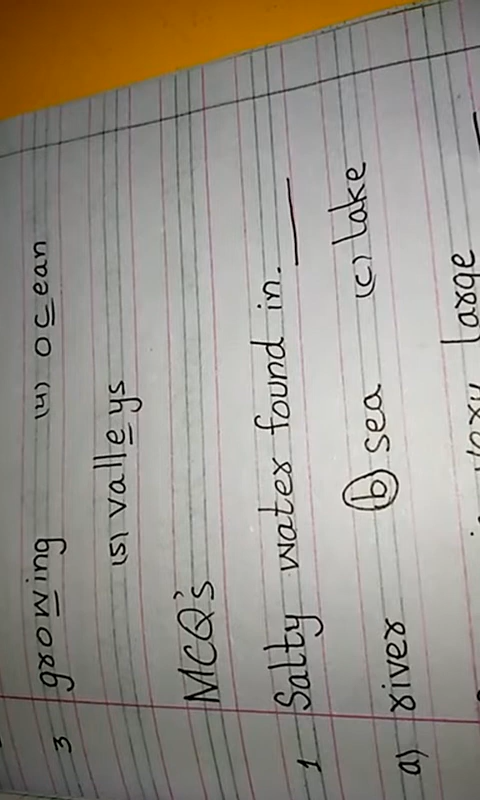 3 growing (4) ocean
(5) valleys
MCQ's
1 Salty water found in. ___
a) river (b) sea (c) lake
large